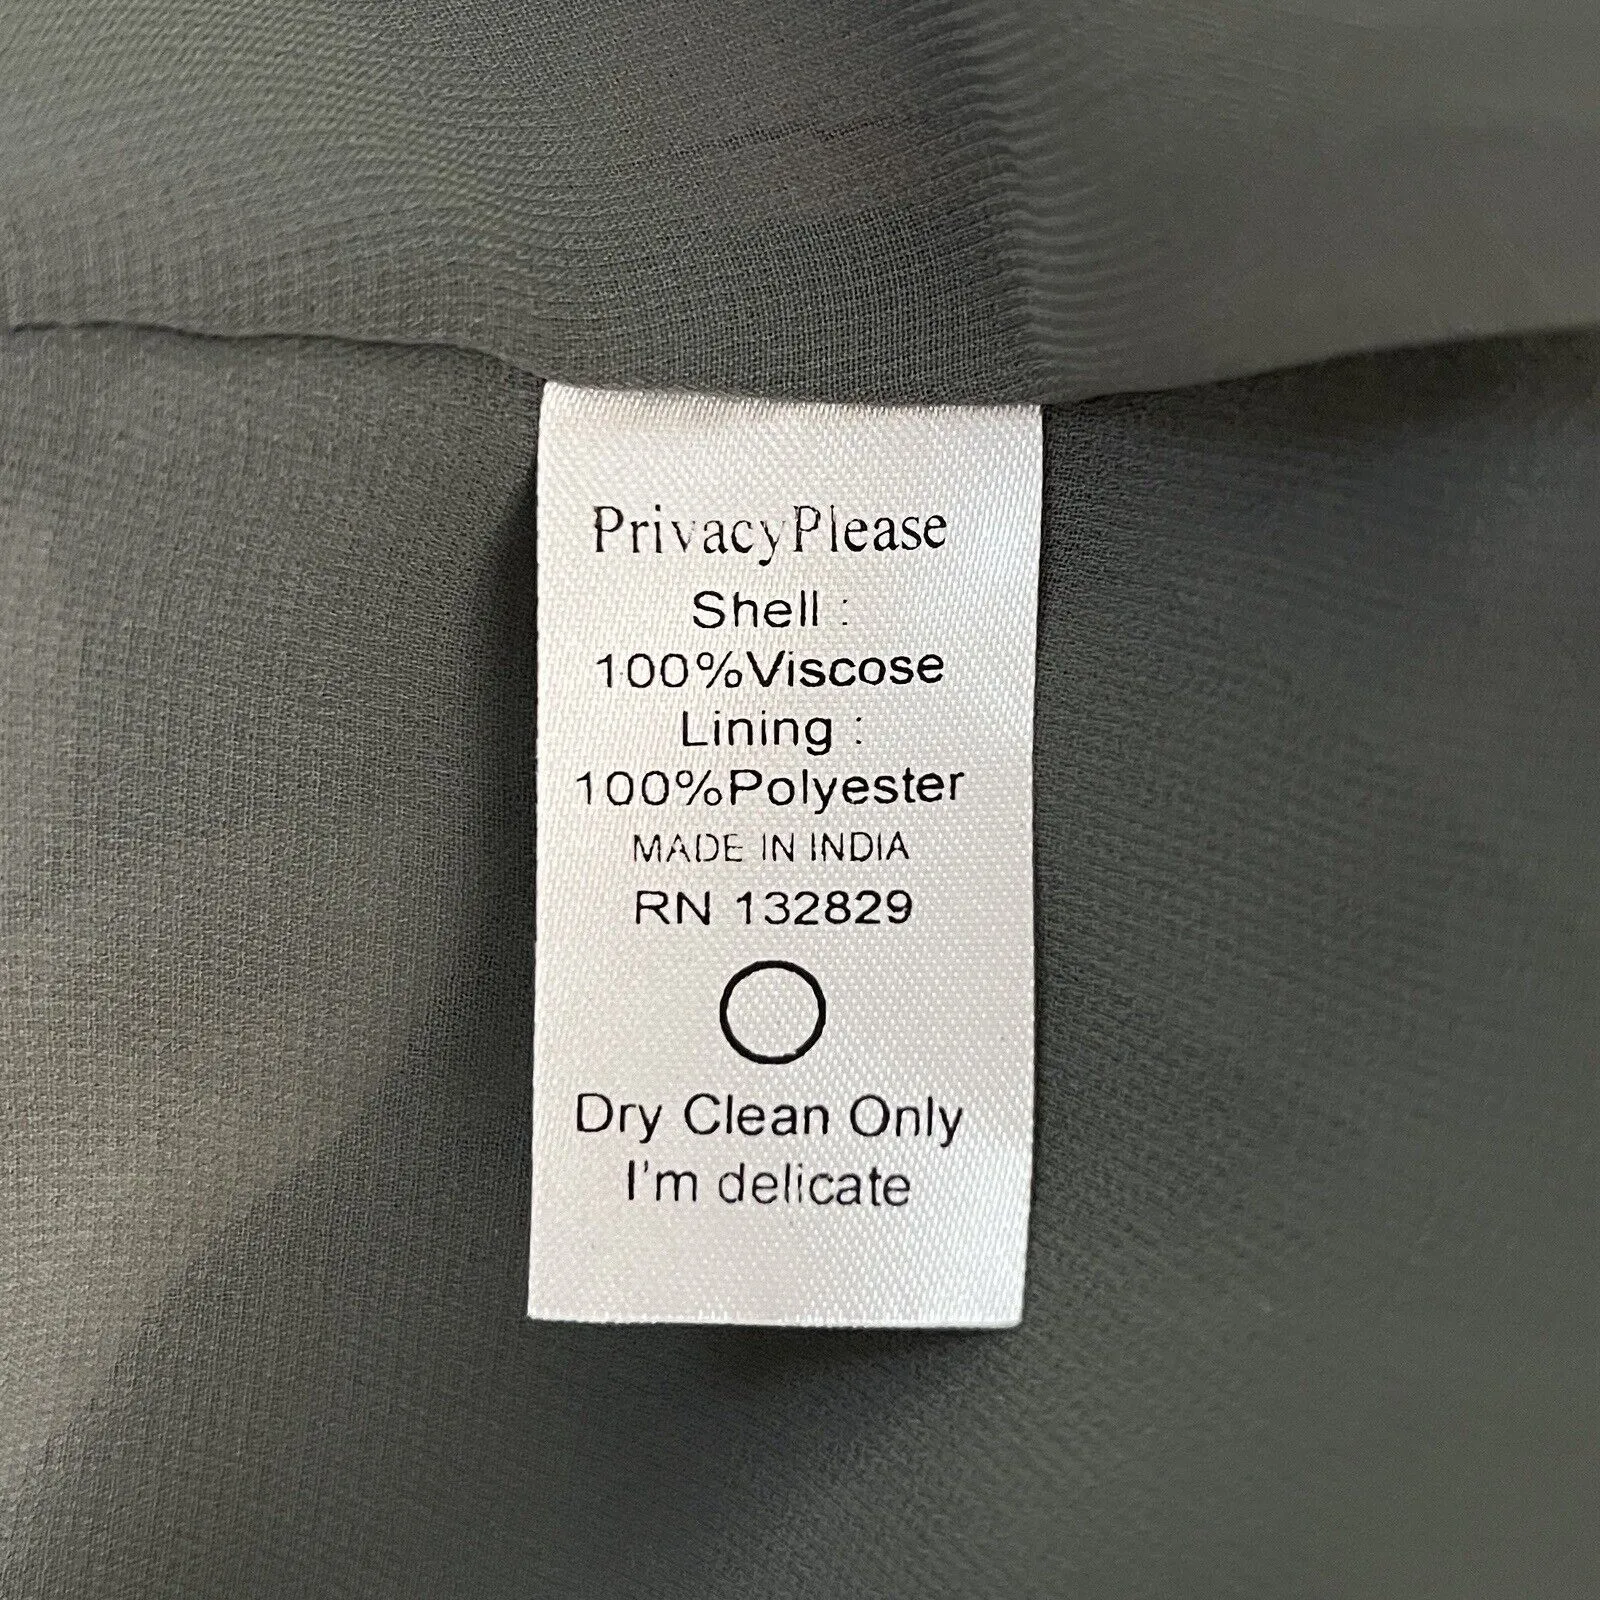 PrivacyPlease
Shell :
100%Viscose
Lining :
100%Polyester
MADE IN INDIA
RN 132829
Dry Clean Only
I'm delicate